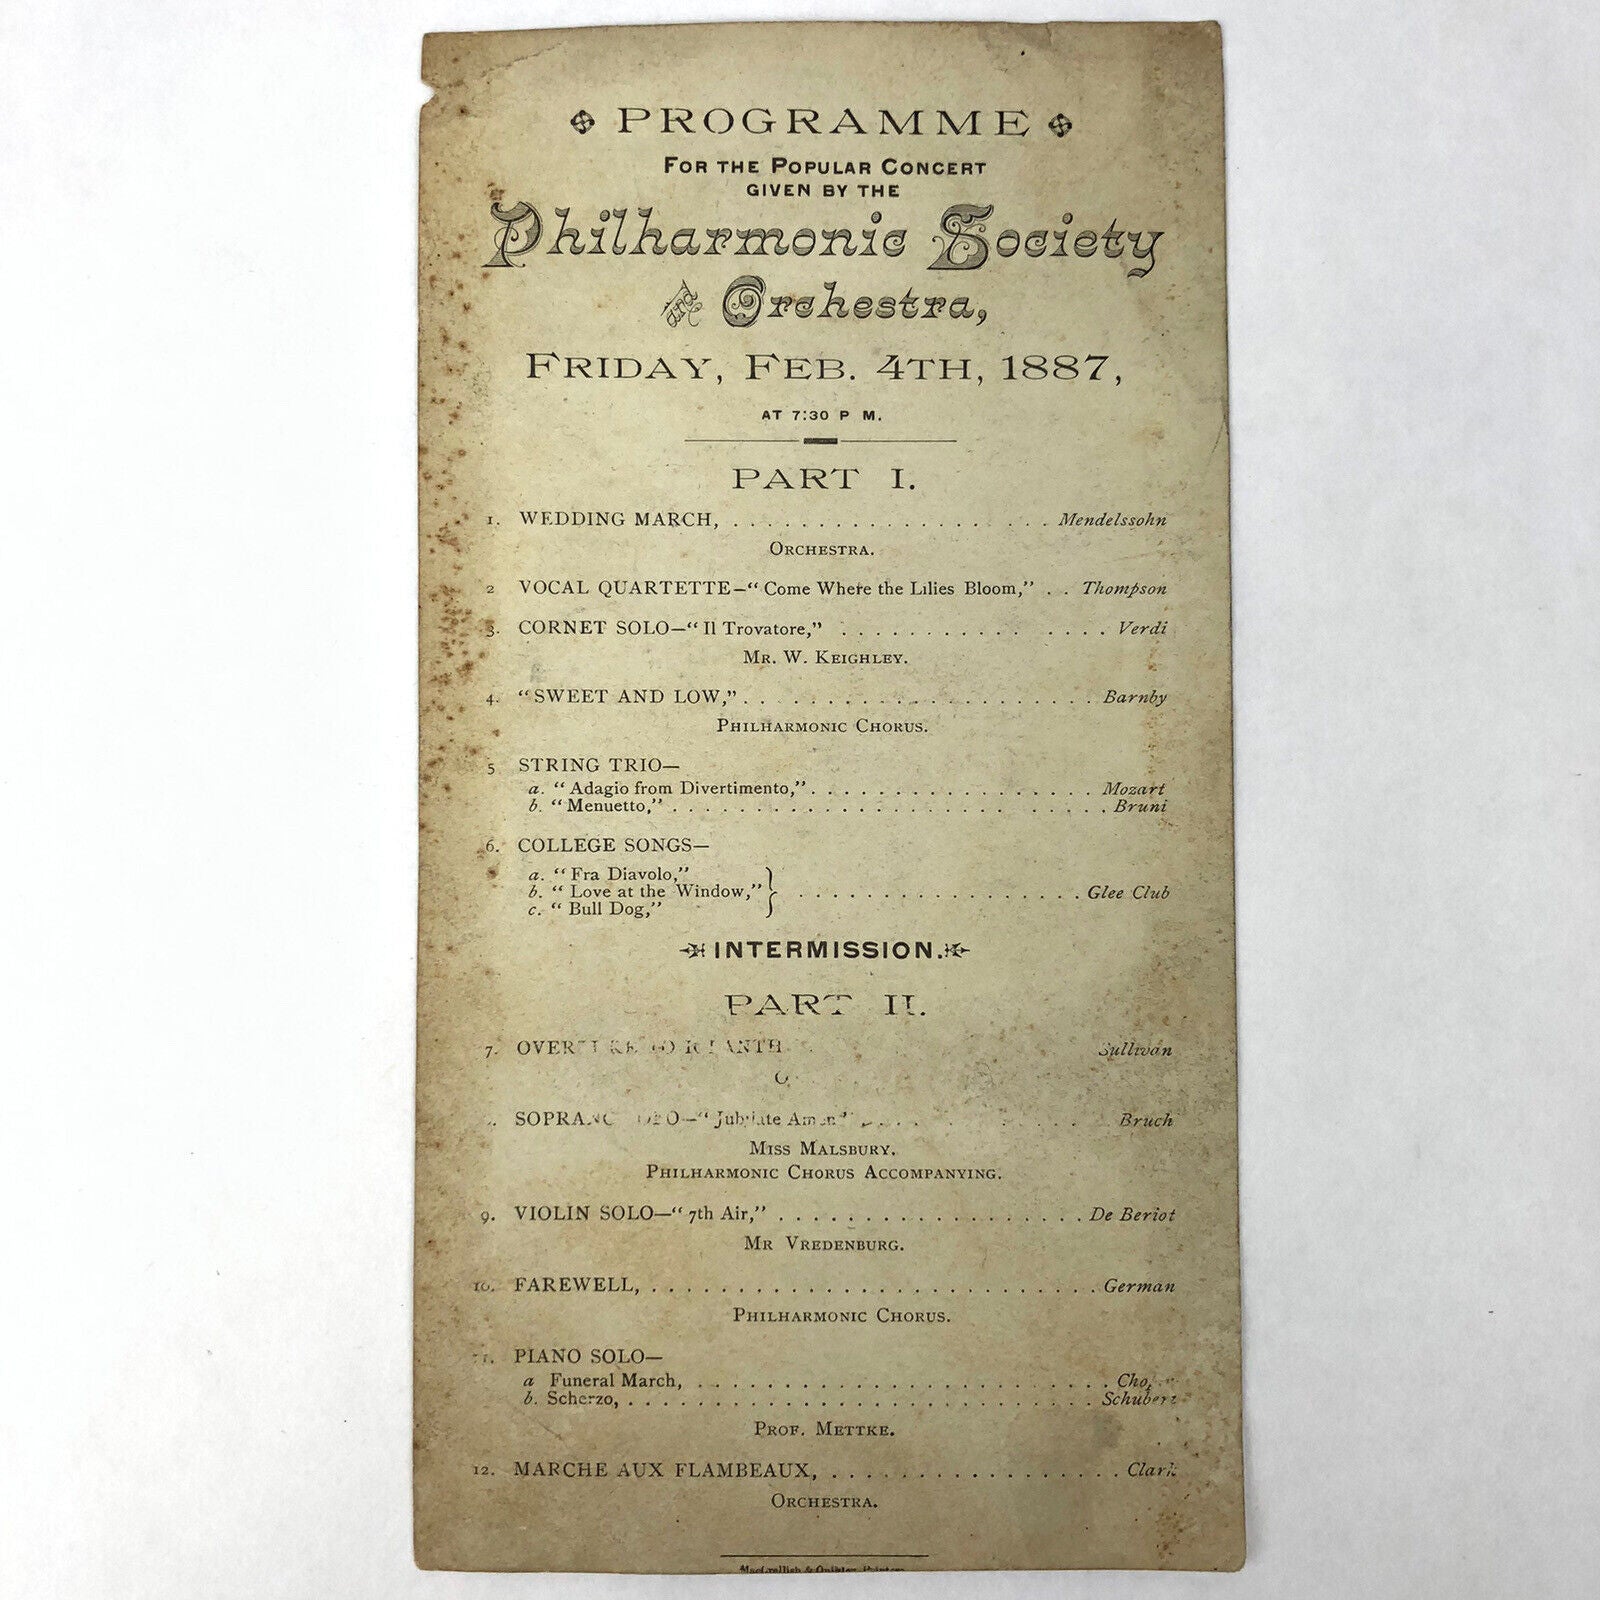 PROGRAMME
FOR THE POPULAR CONCERT
GIVEN BY THE
Philharmonic Society
and Orchestra,
FRIDAY, FEB. 4TH, 1887,
AT 7:30 P M.
PART I.
1. WEDDING MARCH, . . . . . . . . . . . . . . . . . . . Mendelssohn
ORCHESTRA.
2 VOCAL QUARTETTE—“Come Where the Lilies Bloom,” . . Thompson
3. CORNET SOLO—“Il Trovatore,” . . . . . . . . . . . . . . . Verdi
MR. W. KEIGHLEY.
4. “SWEET AND LOW,” . . . . . . . . . . . . . . . . . . . . . Barnby
PHILHARMONIC CHORUS.
5 STRING TRIO—
a. “Adagio from Divertimento,” . . . . . . . . . . . . . . . . . Mozart
b. “Menuetto,” . . . . . . . . . . . . . . . . . . . . . . . . . Bruni
6. COLLEGE SONGS—
a. “Fra Diavolo,”
b. “Love at the Window,” . . . . . . . . . . . . . . . . . Glee Club
c. “Bull Dog,”
INTERMISSION.
PART II.
7. Sullivan
“Jubilate Amen” . . . . Bruch
MISS MALSBURY.
PHILHARMONIC CHORUS ACCOMPANYING.
9. VIOLIN SOLO—“7th Air,” . . . . . . . . . . . . . . . . . . De Beriot
MR VREDENBURG.
10. FAREWELL, . . . . . . . . . . . . . . . . . . . . . . . . . . . German
PHILHARMONIC CHORUS.
11. PIANO SOLO—
a Funeral March, . . . . . . . . . . . . . . . . . . . . . . . . .
b. Scherzo, . . . . . . . . . . . . . . . . . . . . . . . . . . . . Schubert
PROF. METTKE.
12. MARCHE AUX FLAMBEAUX, . . . . . . . . . . . . . . . . . Clark
ORCHESTRA.